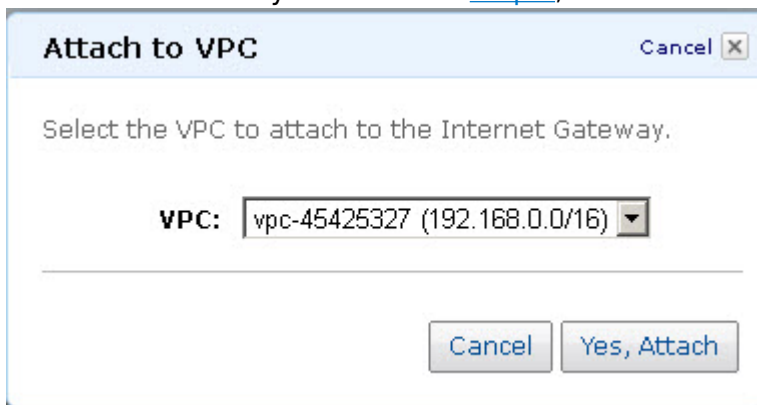 Attach to VPC Cancel
Select the VPC to attach to the Internet Gateway.
VPC: vpc-45425327 (192.168.0.0/16)
Cancel Yes, Attach